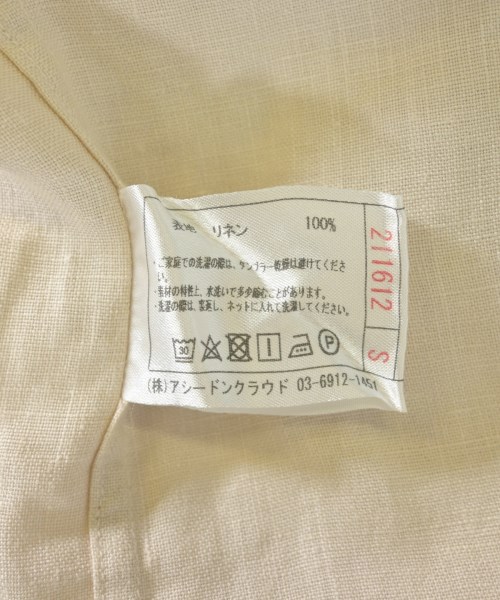 表地 リネン 100%
・ご家庭での洗濯の際は、タンブラー乾燥は避けてくださ
い。
・素材の特性上、水洗いで多少縮むことがあります。
・洗濯の際は、裏返し、ネットに入れて洗濯してください。
30 P
(株)アシードンクラウド 03-6912-1451
211612
S